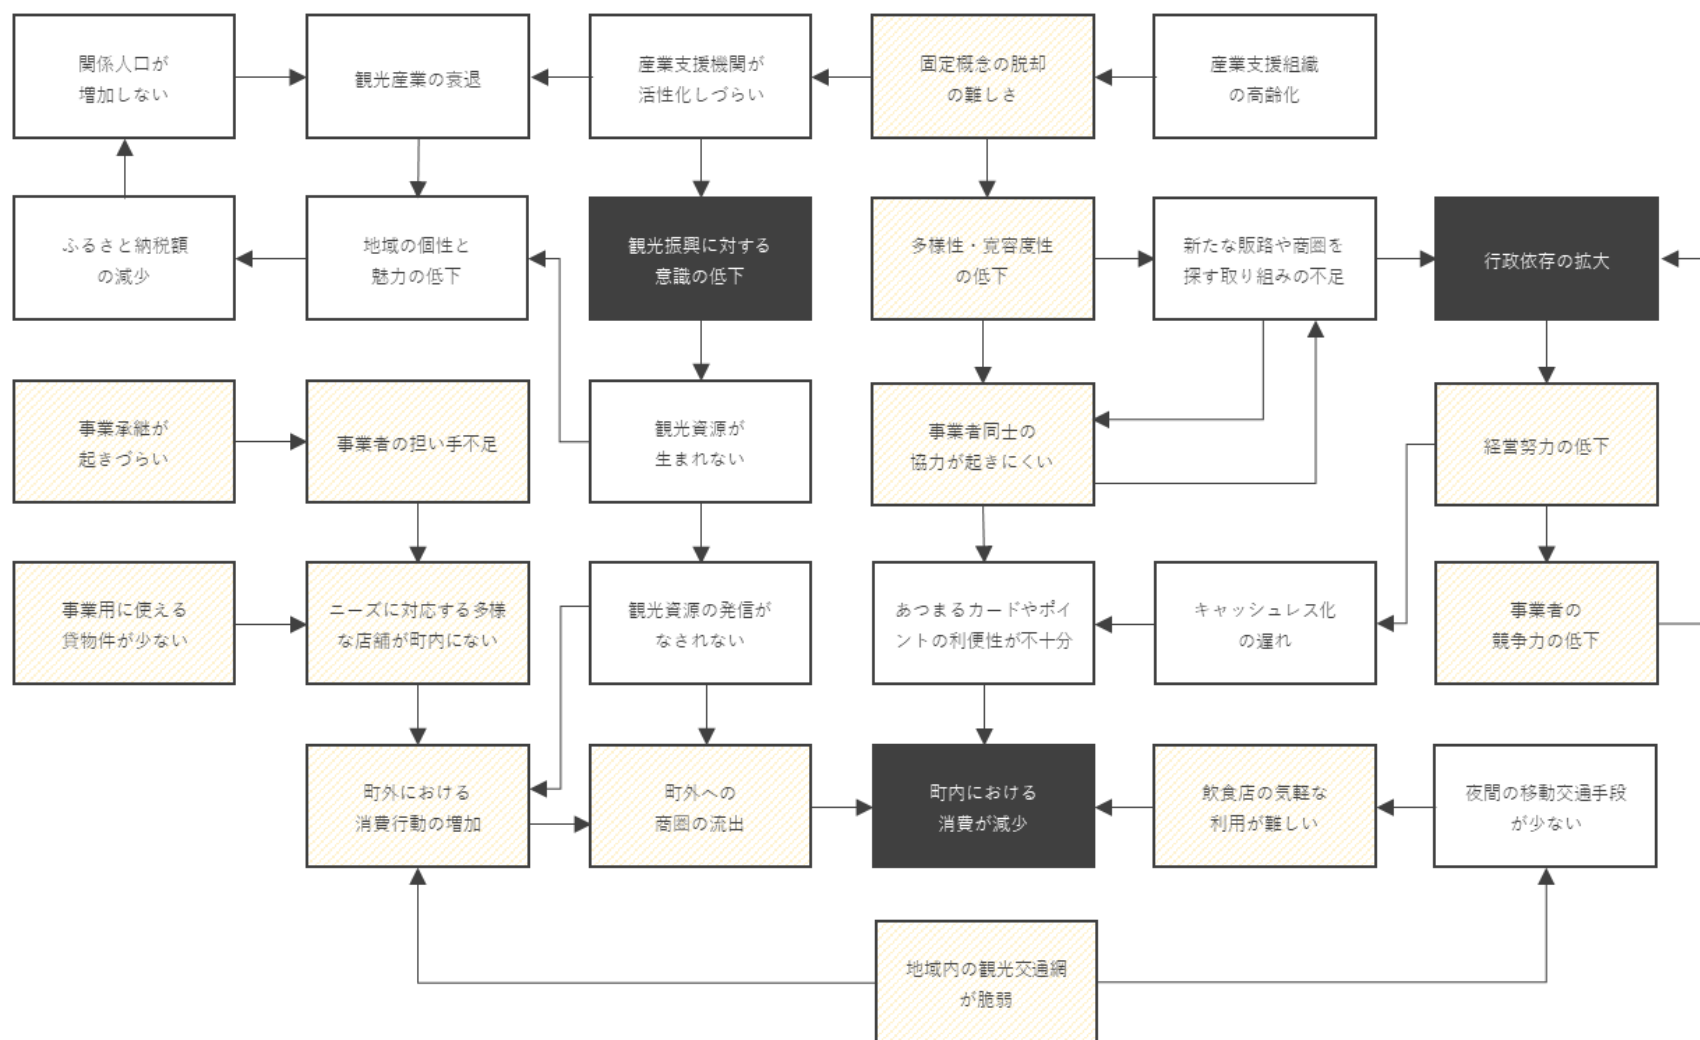 関係人口が
増加しない
観光産業の衰退
産業支援機関が
活性化しづらい
固定概念の脱却
の難しさ
産業支援組織
の高齢化
ふるさと納税額
の減少
地域の個性と
魅力の低下
観光振興に対する
意識の低下
多様性・寛容度性
の低下
新たな販路や商圏を
探す取り組みの不足
行政依存の拡大
事業承継が
起きづらい
事業者の担い手不足
観光資源が
生まれない
事業者同士の
協力が起きにくい
経営努力の低下
事業用に使える
貸物件が少ない
ニーズに対応する多様
な店舗が町内にない
観光資源の発信が
なされない
あつまるカードやポイ
ントの利便性が不十分
キャッシュレス化
の遅れ
事業者の
競争力の低下
町外における
消費行動の増加
町外への
商圏の流出
町内における
消費が減少
飲食店の気軽な
利用が難しい
夜間の移動交通手段
が少ない
地域内の観光交通網
が脆弱